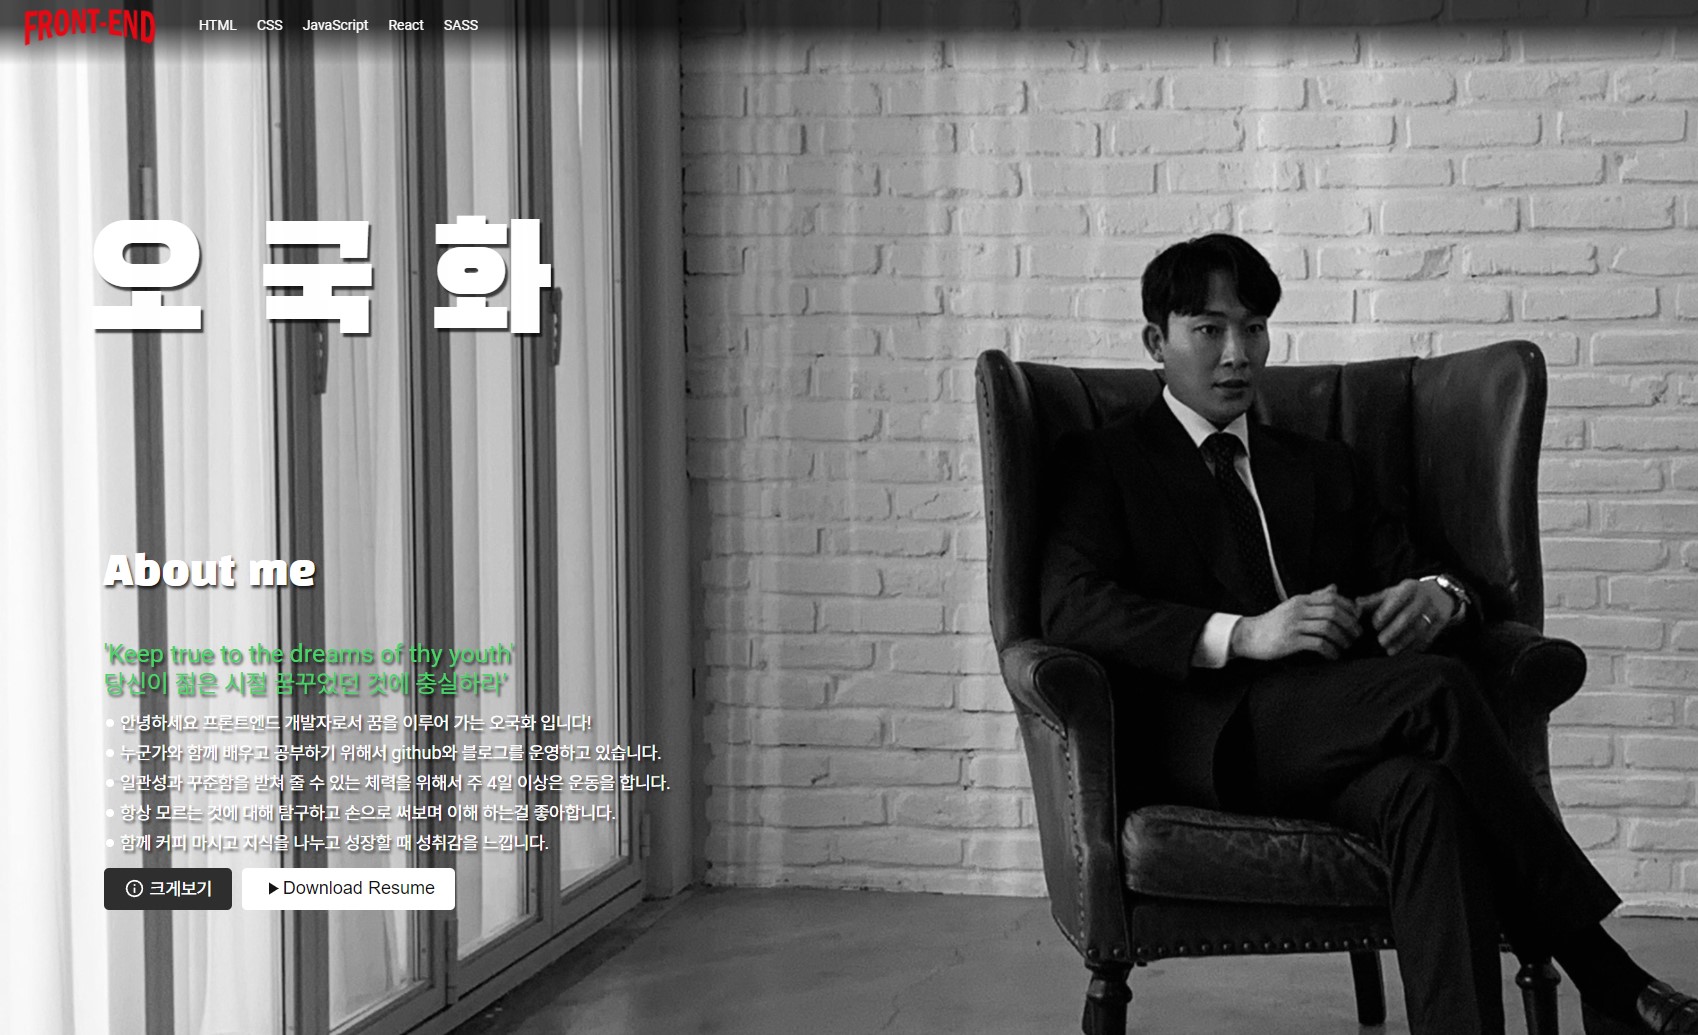 FRONT-END
HTML CSS JavaScript React SASS
오국화
About me
'Keep true to the dreams of thy youth'
당신이 젊은 시절 꿈꾸었던 것에 충실하라'
● 안녕하세요 프론트엔드 개발자로서 꿈을 이루어 가는 오국화 입니다!
● 누군가와 함께 배우고 공부하기 위해서 github와 블로그를 운영하고 있습니다.
● 일관성과 꾸준함을 받쳐 줄 수 있는 체력을 위해서 주 4일 이상은 운동을 합니다.
● 항상 모르는 것에 대해 탐구하고 손으로 써보며 이해 하는걸 좋아합니다.
● 함께 커피 마시고 지식을 나누고 성장할 때 성취감을 느낍니다.
크게보기 Download Resume